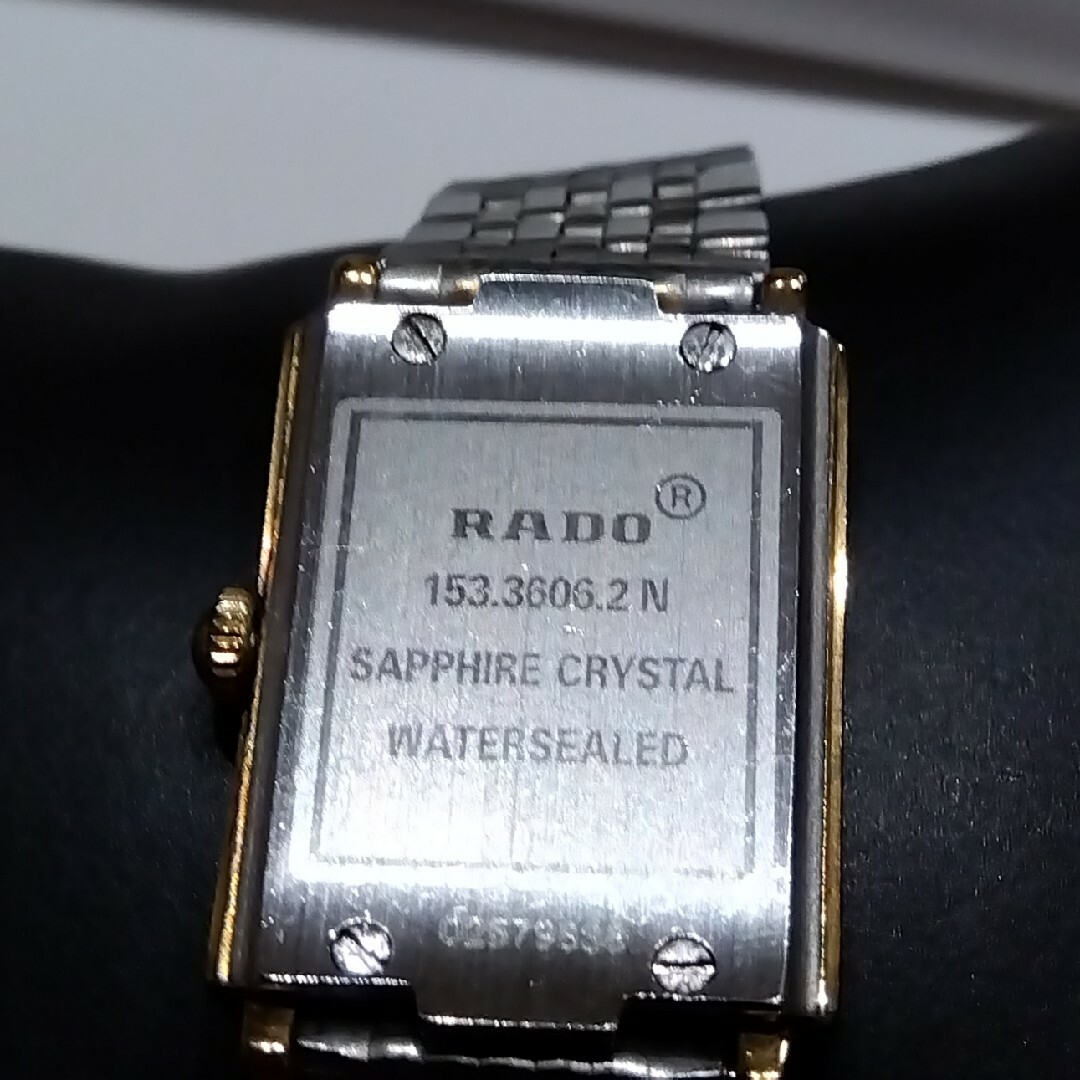 RADO®
153.3606.2 N
SAPPHIRE CRYSTAL
WATERSEALED